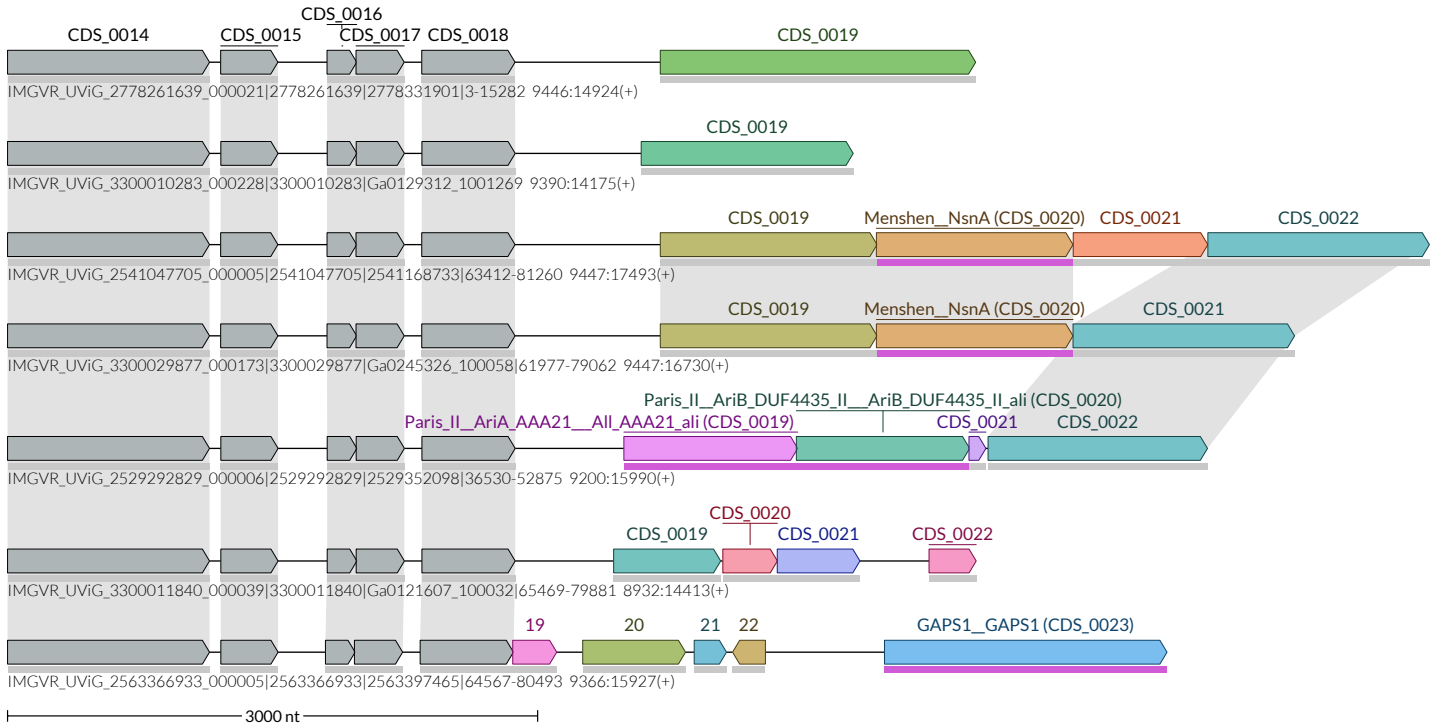 CDS_0016
CDS_0014 CDS_0015 CDS_0017 CDS_0018 CDS_0019
IMGVR_UViG_2778261639_000021|2778261639|2778331901|3-15282 9446:14924(+)
CDS_0019
IMGVR_UViG_3300010283_000228|3300010283|Ga0129312_1001269 9390:14175(+)
CDS_0019 Menshen__NsnA (CDS_0020) CDS_0021 CDS_0022
IMGVR_UViG_2541047705_000005|2541047705|2541168733|63412-81260 9447:17493(+)
CDS_0019 Menshen__NsnA (CDS_0020) CDS_0021
IMGVR_UViG_3300029877_000173|3300029877|Ga0245326_100058|61977-79062 9447:16730(+)
Paris_II__AriB_DUF4435_II___AriB_DUF4435_II_ali (CDS_0020)
Paris_II__AriA_AAA21___All_AAA21_ali (CDS_0019) CDS_0021 CDS_0022
IMGVR_UViG_2529292829_000006|2529292829|2529352098|36530-52875 9200:15990(+)
CDS_0020
CDS_0019 CDS_0021 CDS_0022
IMGVR_UViG_3300011840_000039|3300011840|Ga0121607_100032|65469-79881 8932:14413(+)
19 20 21 22 GAPS1__GAPS1 (CDS_0023)
IMGVR_UViG_2563366933_000005|2563366933|2563397465|64567-80493 9366:15927(+)
3000 nt